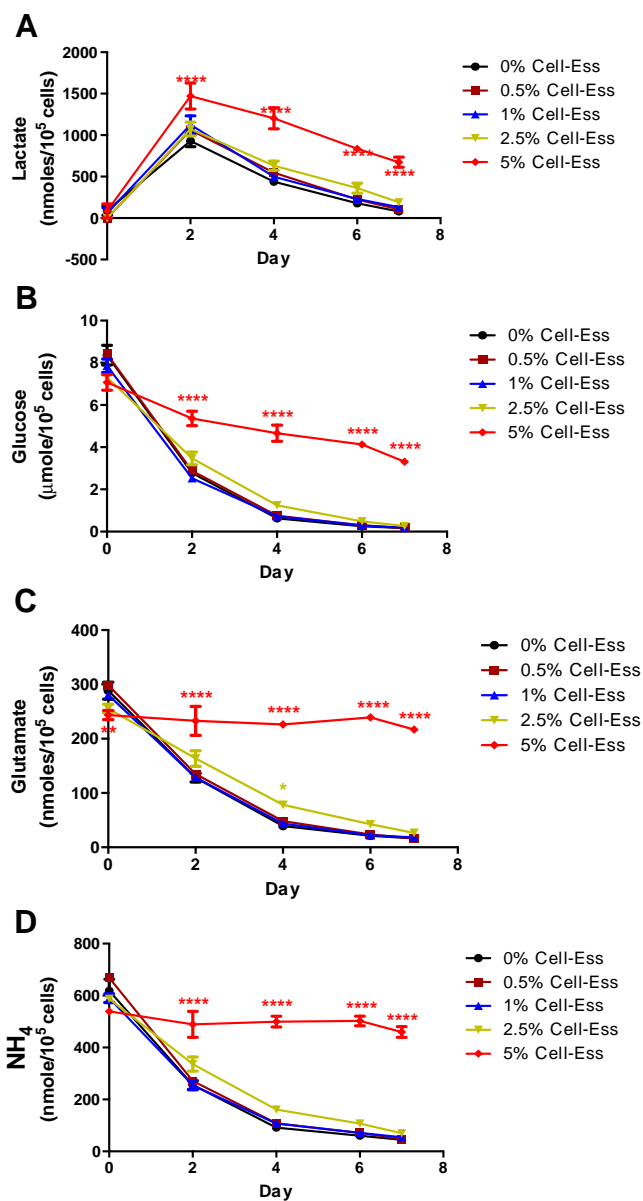 A
Lactate
(nmoles/10⁵ cells)
2000
1500
1000
500
0
-500
****
****
****
****
0
2
4
6
8
Day
0% Cell-Ess
0.5% Cell-Ess
1% Cell-Ess
2.5% Cell-Ess
5% Cell-Ess
B
Glucose
(µmole/10⁵ cells)
10
8
6
4
2
0
****
****
****
****
0
2
4
6
8
Day
0% Cell-Ess
0.5% Cell-Ess
1% Cell-Ess
2.5% Cell-Ess
5% Cell-Ess
C
Glutamate
(nmoles/10⁵ cells)
400
300
200
100
0
**
****
****
****
****
*
0
2
4
6
8
Day
0% Cell-Ess
0.5% Cell-Ess
1% Cell-Ess
2.5% Cell-Ess
5% Cell-Ess
D
NH₄
(nmole/10⁵ cells)
800
600
400
200
0
****
****
****
****
0
2
4
6
8
Day
0% Cell-Ess
0.5% Cell-Ess
1% Cell-Ess
2.5% Cell-Ess
5% Cell-Ess